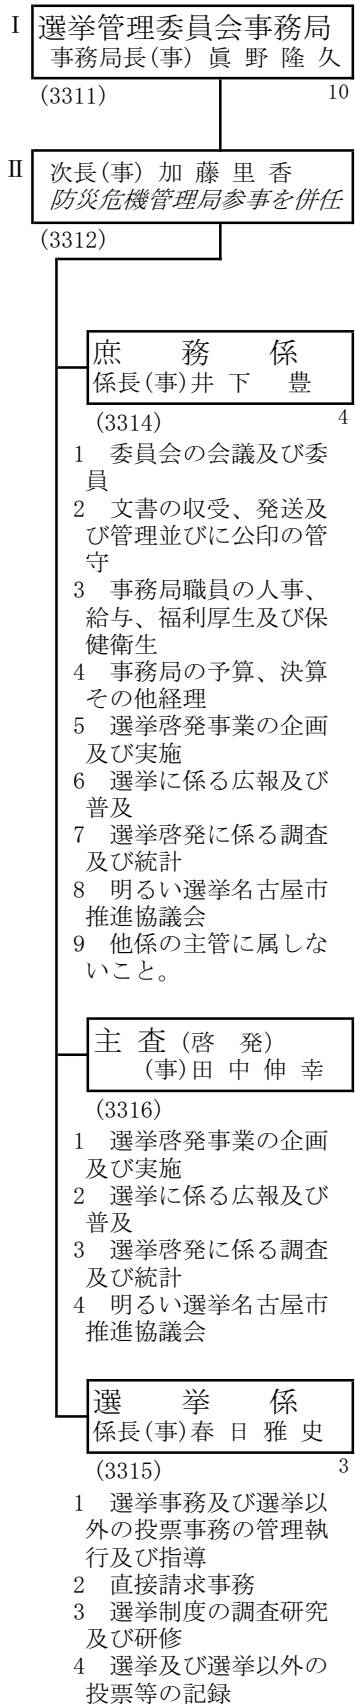 Ⅰ 選挙管理委員会事務局
事務局長(事) 眞野隆久
(3311) 10
Ⅱ 次長(事) 加藤里香
防災危機管理局参事を併任
(3312)
庶務係
係長(事)井下 豊
(3314) 4
1 委員会の会議及び委
員
2 文書の収受、発送及
び管理並びに公印の管
守
3 事務局職員の人事、
給与、福利厚生及び保
健衛生
4 事務局の予算、決算
その他経理
5 選挙啓発事業の企画
及び実施
6 選挙に係る広報及び
普及
7 選挙啓発に係る調査
及び統計
8 明るい選挙名古屋市
推進協議会
9 他係の主管に属しな
いこと。
主査(啓 発)
(事)田中伸幸
(3316)
1 選挙啓発事業の企画
及び実施
2 選挙に係る広報及び
普及
3 選挙啓発に係る調査
及び統計
4 明るい選挙名古屋市
推進協議会
選挙係
係長(事)春日雅史
(3315) 3
1 選挙事務及び選挙以
外の投票事務の管理執
行及び指導
2 直接請求事務
3 選挙制度の調査研究
及び研修
4 選挙及び選挙以外の
投票等の記録